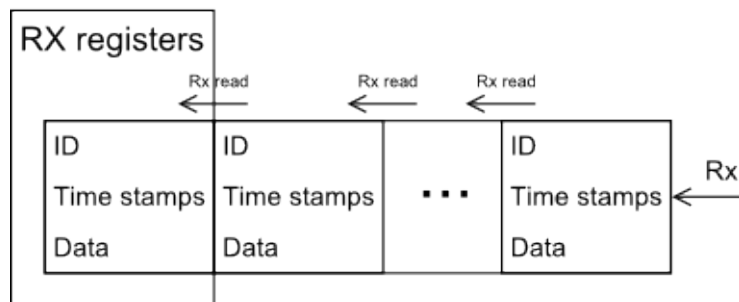 RX registers
Rx read
Rx read
Rx read
ID
Time stamps
Data
ID
Time stamps
Data
...
ID
Time stamps
Data
Rx